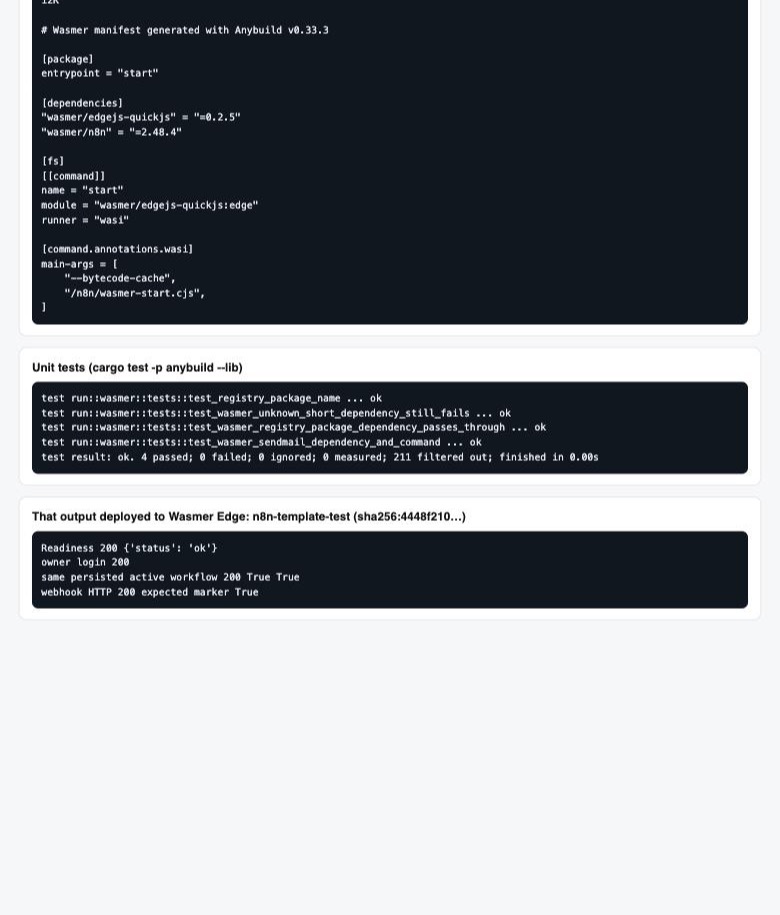 12K
# Wasmer manifest generated with Anybuild v0.33.3
[package]
entrypoint = "start"
[dependencies]
"wasmer/edgejs-quickjs" = "=0.2.5"
"wasmer/n8n" = "=2.48.4"
[fs]
[[command]]
name = "start"
module = "wasmer/edgejs-quickjs:edge"
runner = "wasi"
[command.annotations.wasi]
main-args = [
    "--bytecode-cache",
    "/n8n/wasmer-start.cjs",
]
Unit tests (cargo test -p anybuild --lib)
test run::wasmer::tests::test_registry_package_name ... ok
test run::wasmer::tests::test_wasmer_unknown_short_dependency_still_fails ... ok
test run::wasmer::tests::test_wasmer_registry_package_dependency_passes_through ... ok
test run::wasmer::tests::test_wasmer_sendmail_dependency_and_command ... ok
test result: ok. 4 passed; 0 failed; 0 ignored; 0 measured; 211 filtered out; finished in 0.00s
That output deployed to Wasmer Edge: n8n-template-test (sha256:4448f210...)
Readiness 200 {'status': 'ok'}
owner login 200
same persisted active workflow 200 True True
webhook HTTP 200 expected marker True